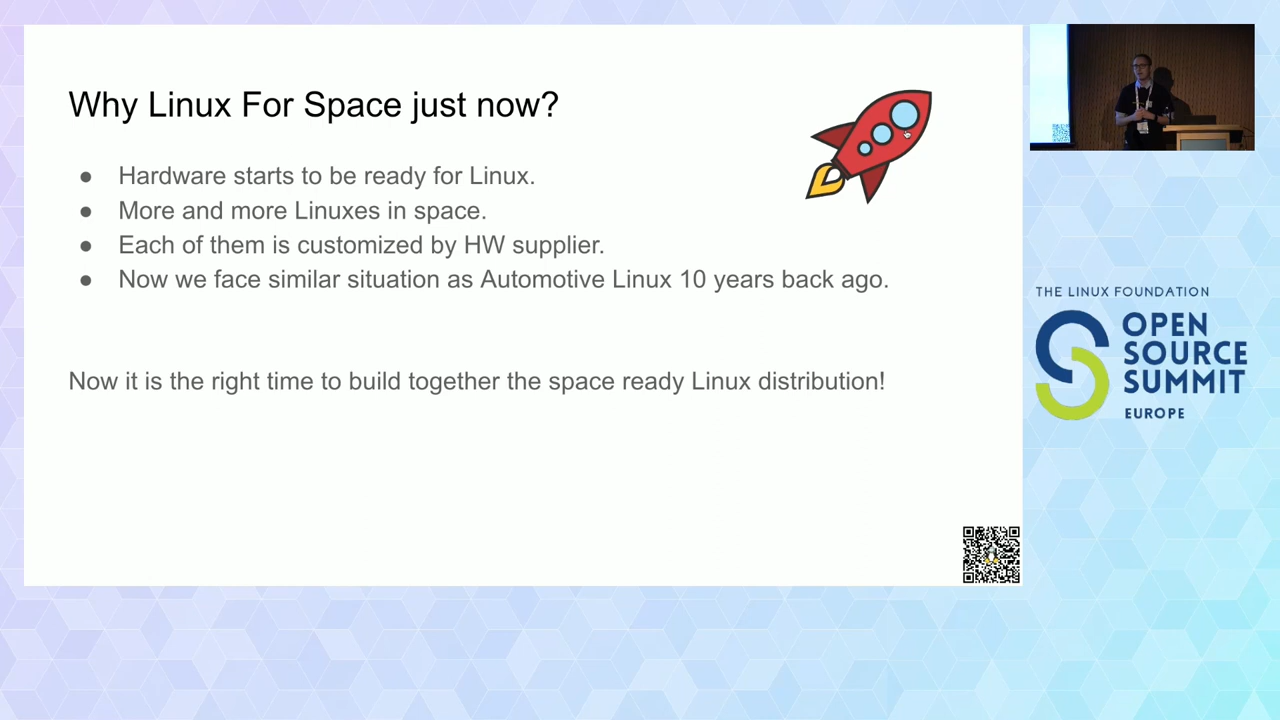 Why Linux For Space just now?
● Hardware starts to be ready for Linux.
● More and more Linuxes in space.
● Each of them is customized by HW supplier.
● Now we face similar situation as Automotive Linux 10 years back ago.
Now it is the right time to build together the space ready Linux distribution!
THE LINUX FOUNDATION
OPEN
SOURCE
SUMMIT
EUROPE